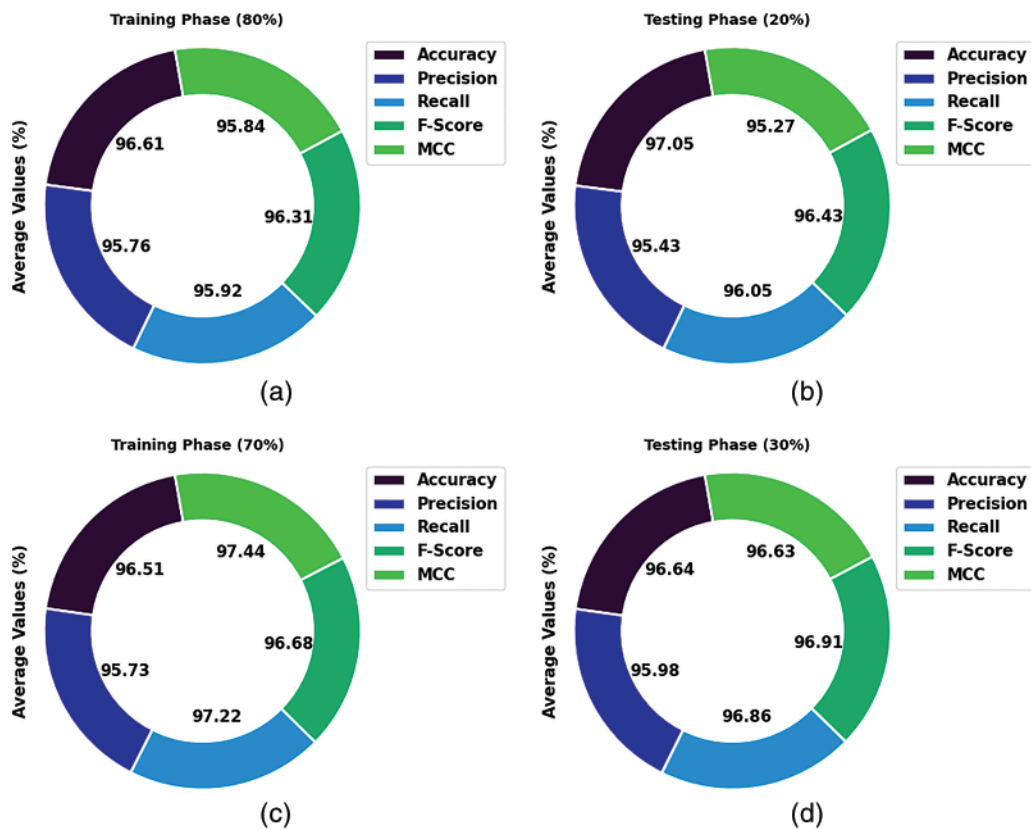 Training Phase (80%)
Average Values (%)
96.61
95.84
95.76
96.31
95.92
Accuracy
Precision
Recall
F-Score
MCC
(a)
Testing Phase (20%)
Average Values (%)
97.05
95.27
95.43
96.43
96.05
Accuracy
Precision
Recall
F-Score
MCC
(b)
Training Phase (70%)
Average Values (%)
96.51
97.44
95.73
96.68
97.22
Accuracy
Precision
Recall
F-Score
MCC
(c)
Testing Phase (30%)
Average Values (%)
96.64
96.63
95.98
96.91
96.86
Accuracy
Precision
Recall
F-Score
MCC
(d)